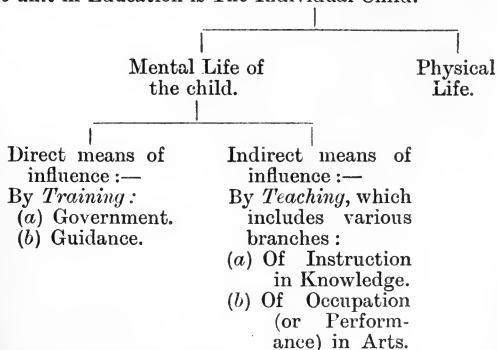 unit in Education is The Individual Child.
Mental Life of
the child.
Physical
Life.
Direct means of
influence :—
By Training :
(a) Government.
(b) Guidance.
Indirect means of
influence :—
By Teaching, which
includes various
branches :
(a) Of Instruction
in Knowledge.
(b) Of Occupation
(or Perform-
ance) in Arts.